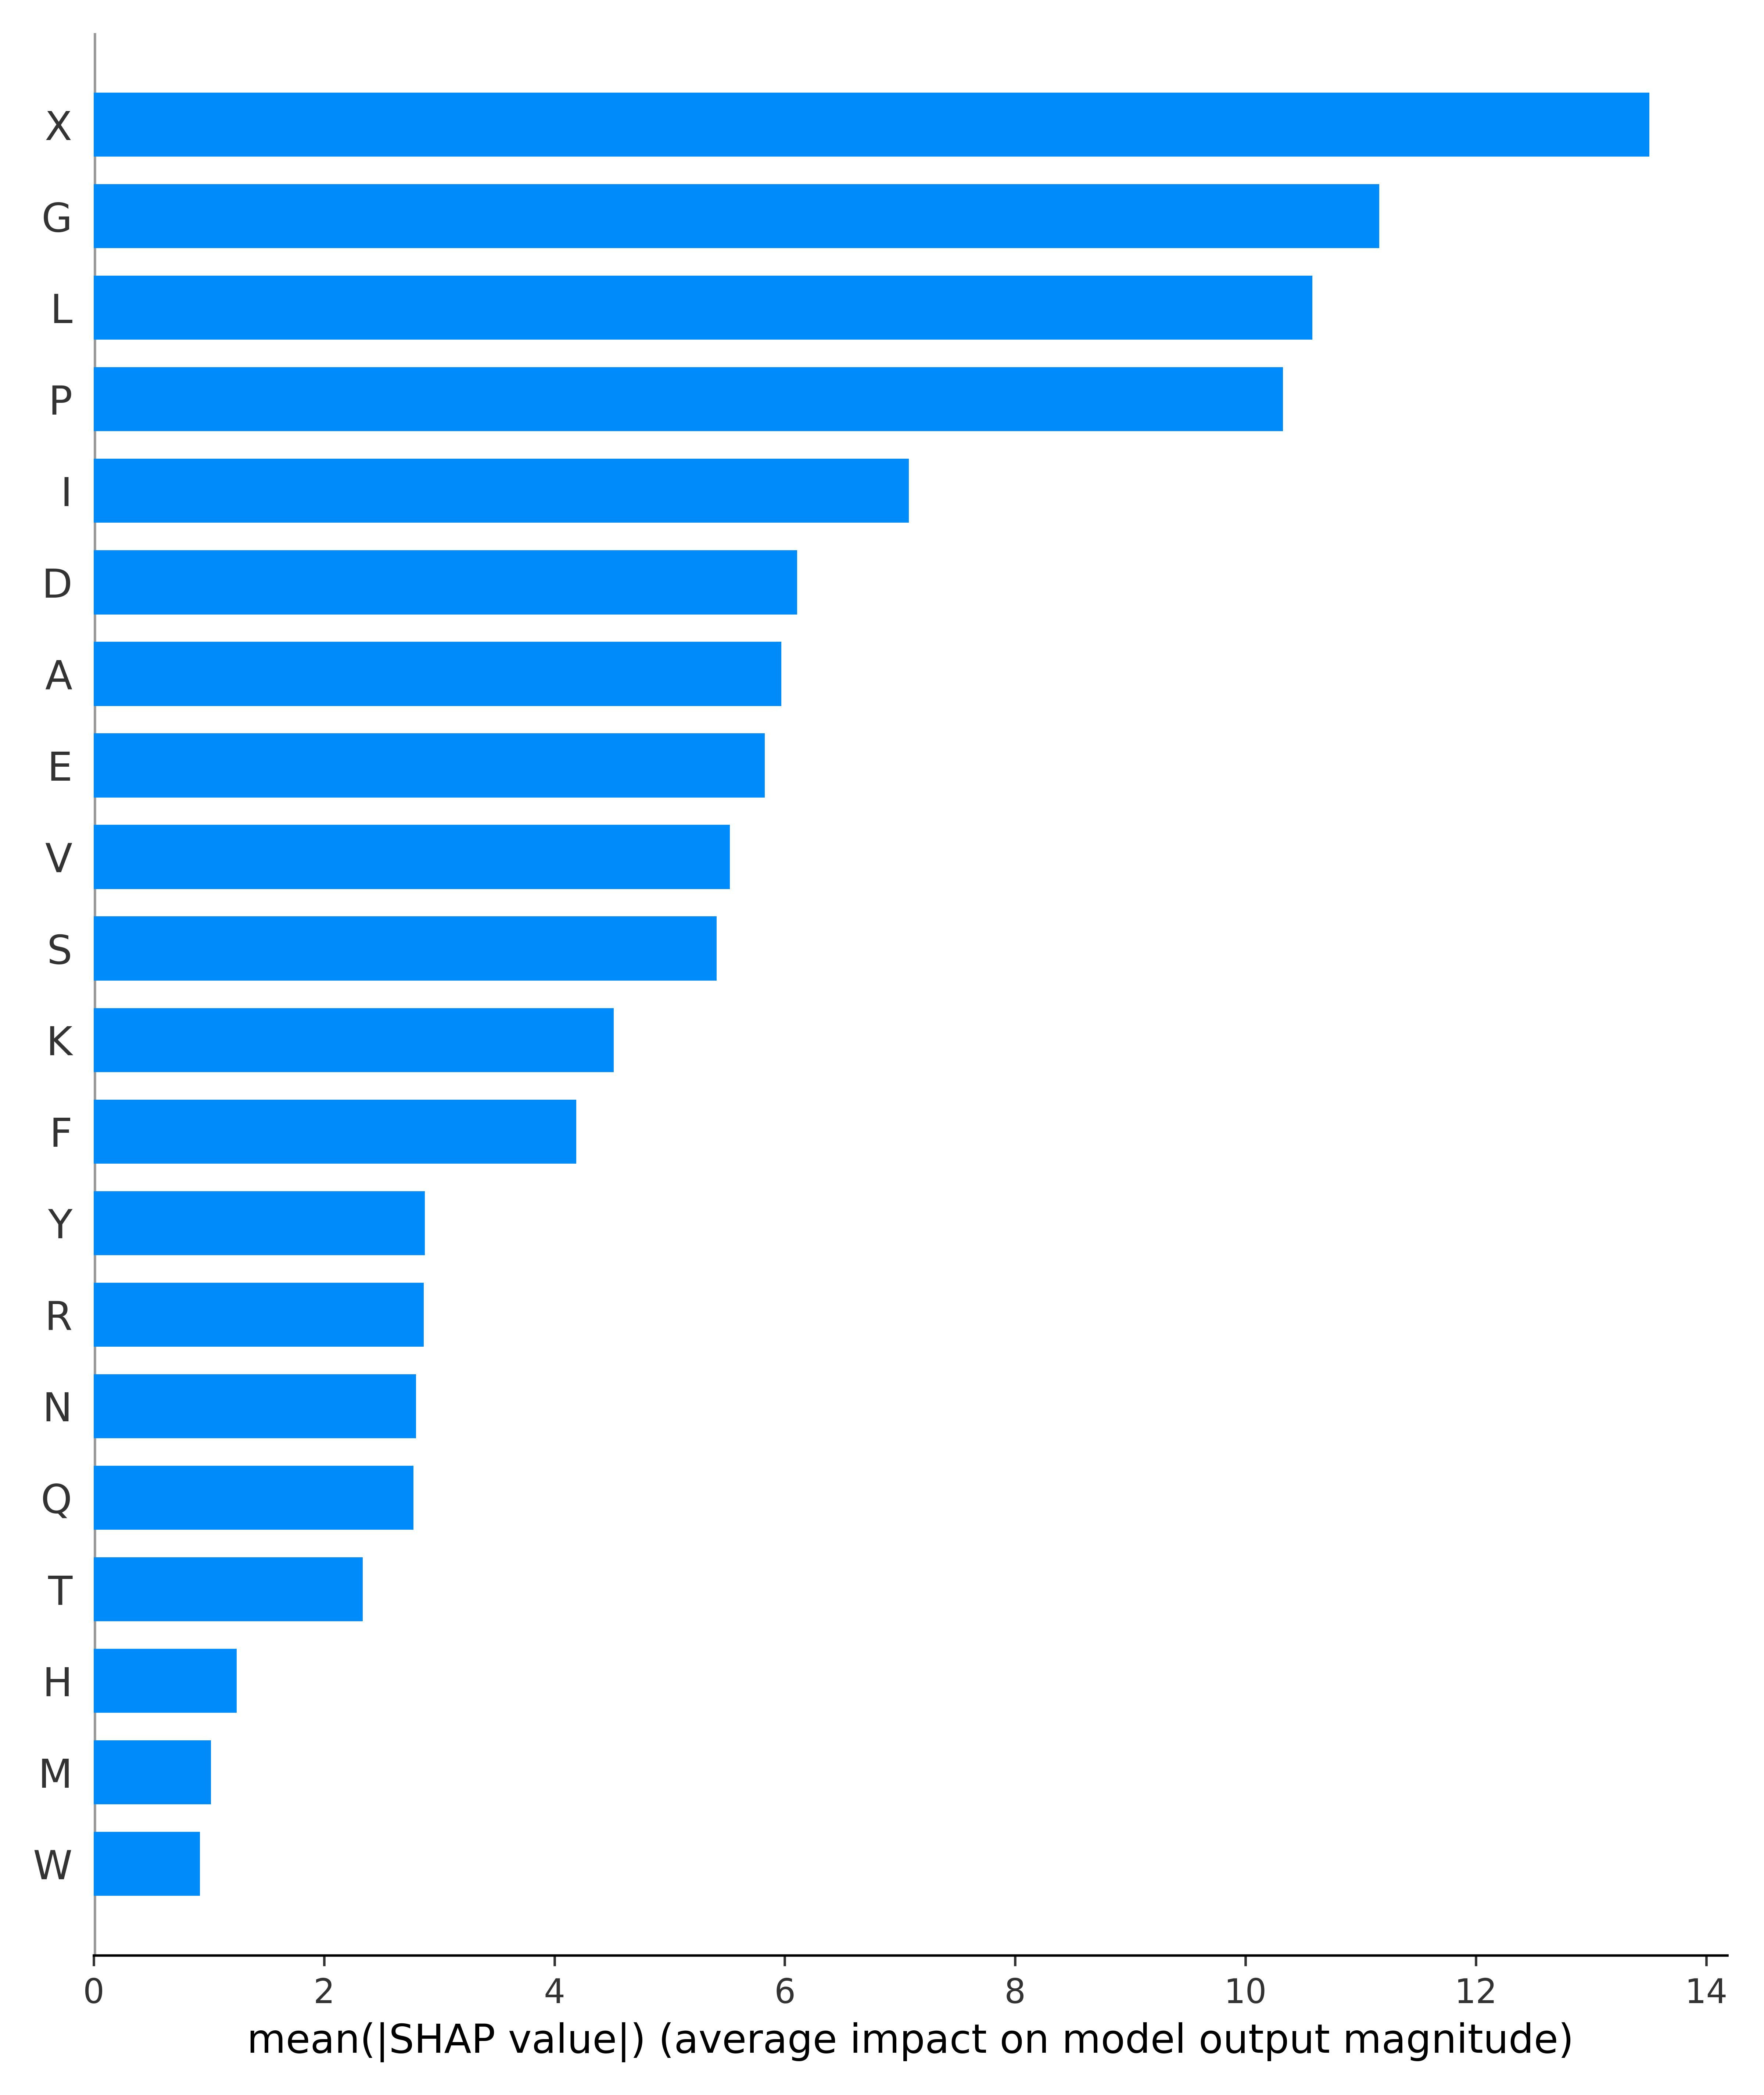 X
G
L
P
I
D
A
E
V
S
K
F
Y
R
N
Q
T
H
M
W
0 2 4 6 8 10 12 14
mean(|SHAP value|) (average impact on model output magnitude)